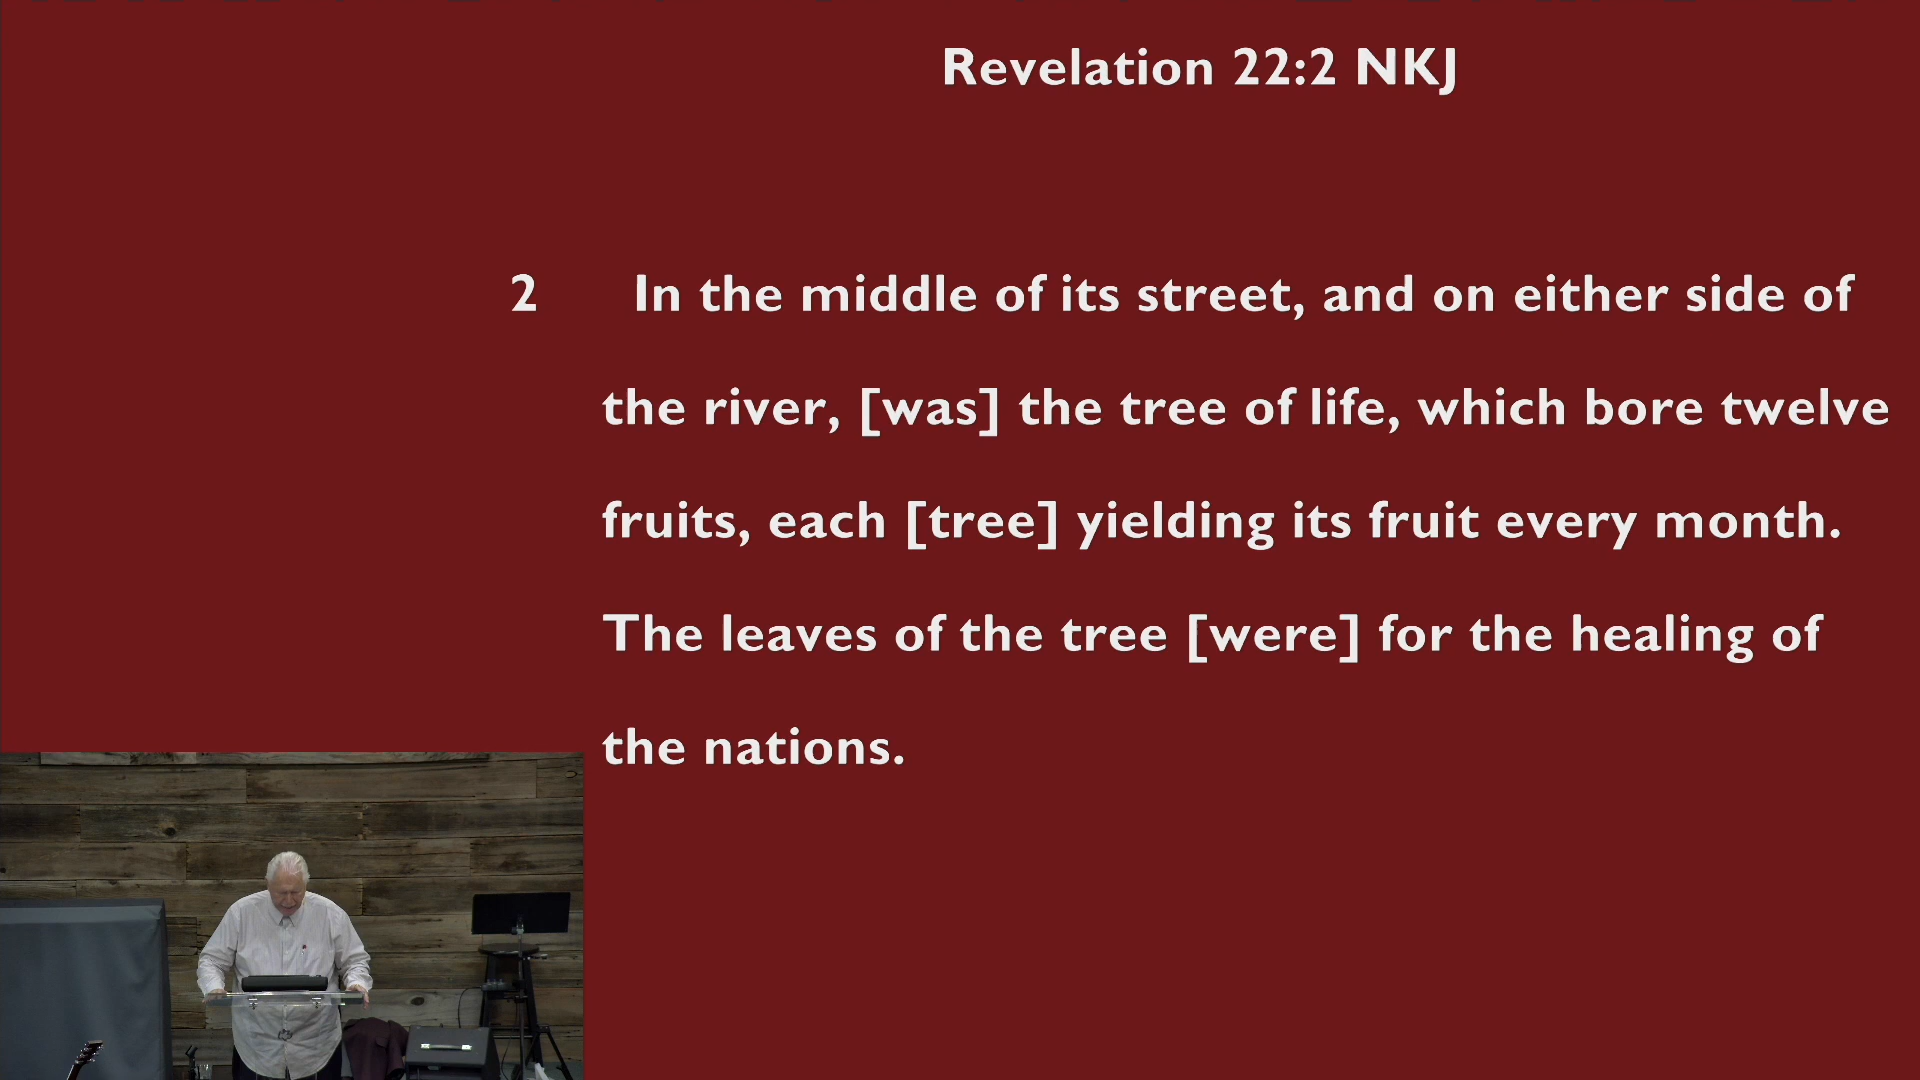 Revelation 22:2 NKJ
2 In the middle of its street, and on either side of
the river, [was] the tree of life, which bore twelve
fruits, each [tree] yielding its fruit every month.
The leaves of the tree [were] for the healing of
the nations.